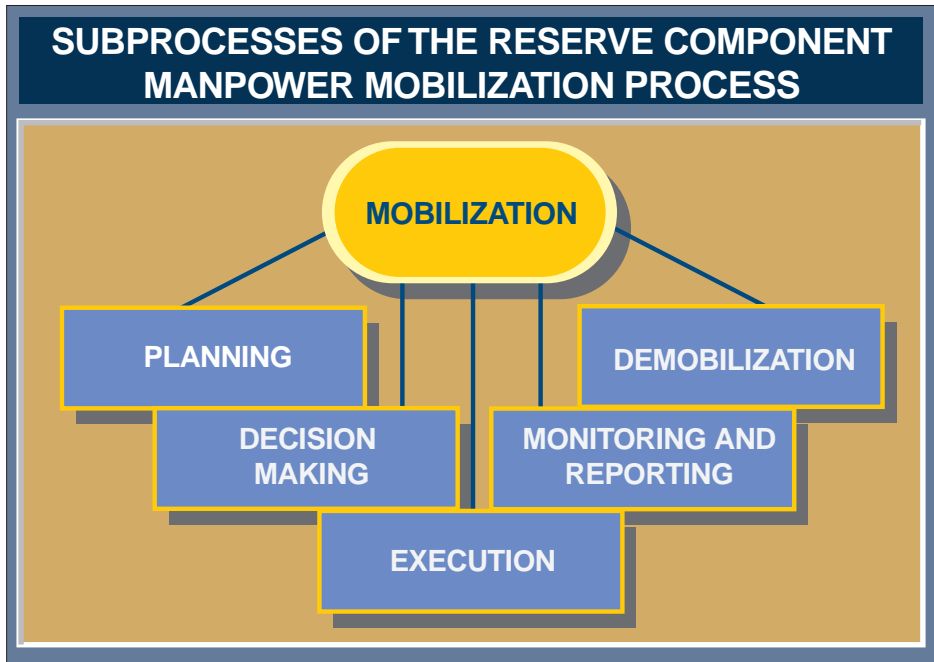 SUBPROCESSES OF THE RESERVE COMPONENT
MANPOWER MOBILIZATION PROCESS
MOBILIZATION
PLANNING
DEMOBILIZATION
DECISION
MAKING
MONITORING AND
REPORTING
EXECUTION